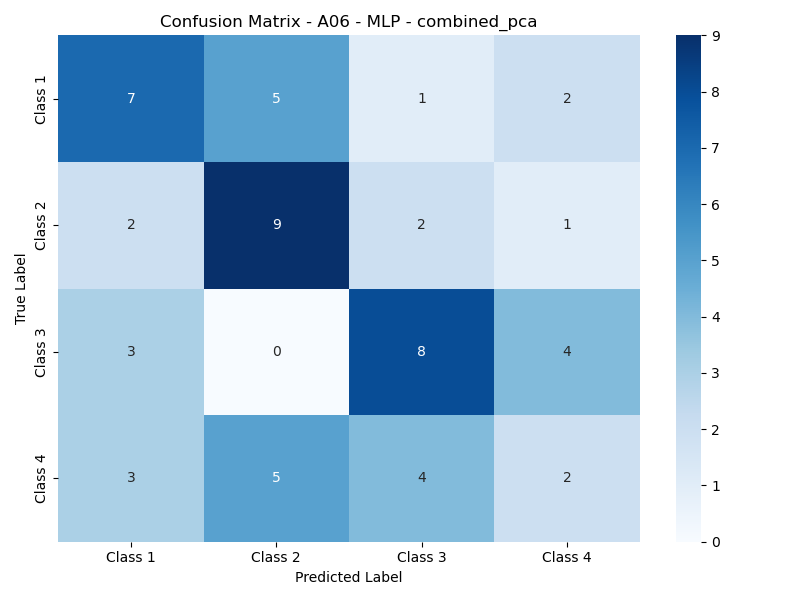 Confusion Matrix - A06 - MLP - combined_pca
True Label
Class 1
7 5 1 2
Class 2
2 9 2 1
Class 3
3 0 8 4
Class 4
3 5 4 2
Class 1 Class 2 Class 3 Class 4
Predicted Label
9
8
7
6
5
4
3
2
1
0